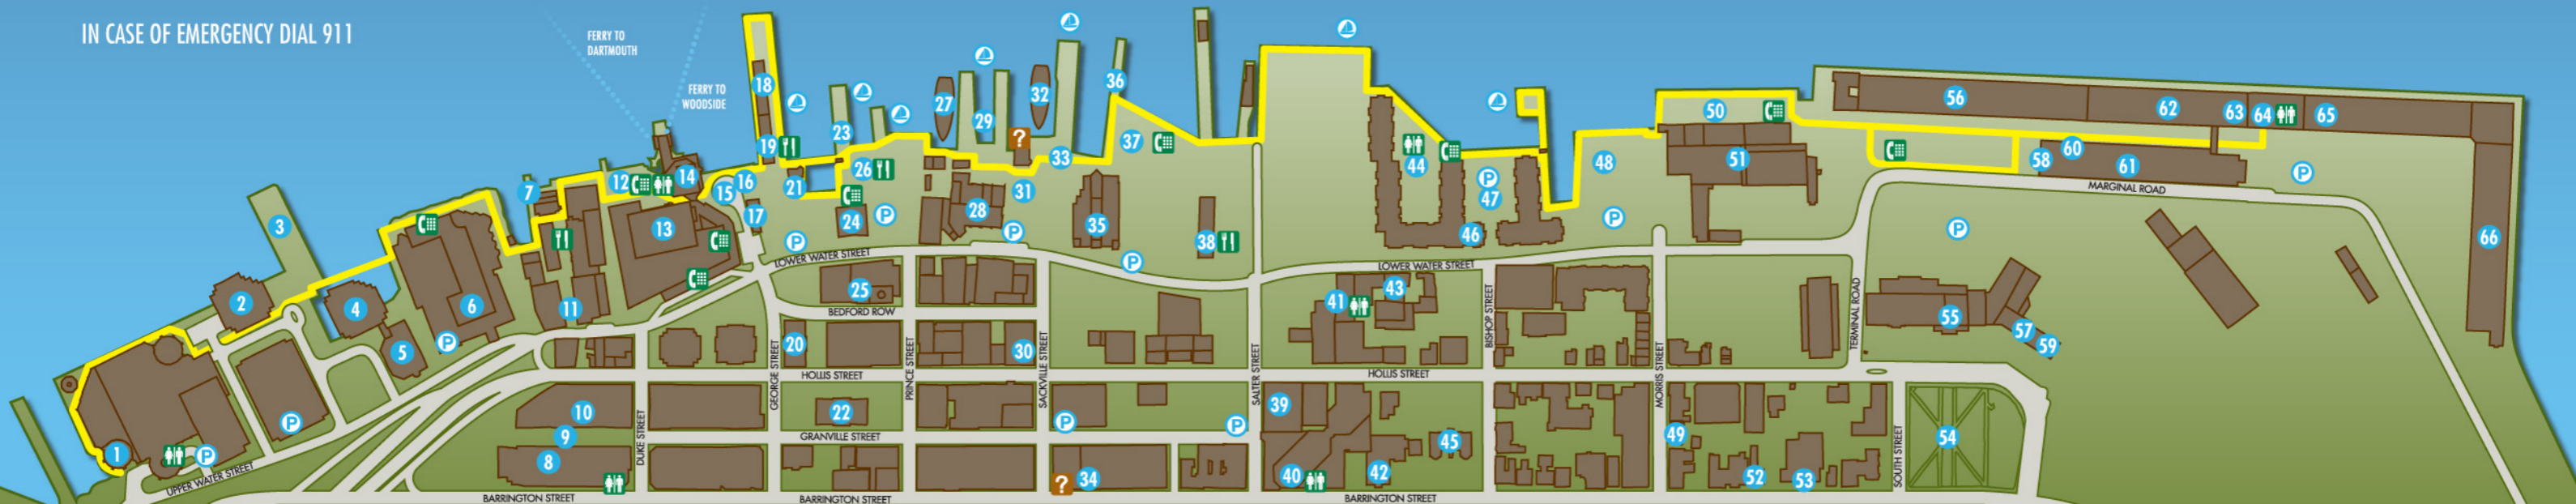 IN CASE OF EMERGENCY DIAL 911
FERRY TO
DARTMOUTH
FERRY TO
WOODSIDE
18
36
27
32
29
56
62
63
64
65
50
23
?
19
37
33
26
44
51
48
58
60
61
MARGINAL ROAD
P
7
12
14
16
15
21
31
P
47
3
17
24
P
28
35
13
38
46
P
P
66
P
P
P
LOWER WATER STREET
LOWER WATER STREET
2
4
6
11
25
41
43
55
BEDFORD ROW
BISHOP STREET
TERMINAL ROAD
57
59
5
P
20
30
GEORGE STREET
PRINCE STREET
SACKVILLE STREET
SALTER STREET
MORRIS STREET
HOLLIS STREET
HOLLIS STREET
10
22
39
P
P
P
9
DUKE STREET
GRANVILLE STREET
45
49
54
SOUTH STREET
1
P
8
?
34
40
42
52
53
UPPER WATER STREET
BARRINGTON STREET
BARRINGTON STREET
BARRINGTON STREET